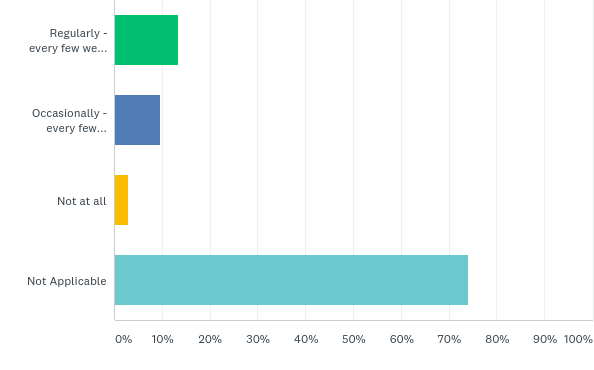 Regularly -
every few we...
Occasionally -
every few...
Not at all
Not Applicable
0% 10% 20% 30% 40% 50% 60% 70% 80% 90% 100%